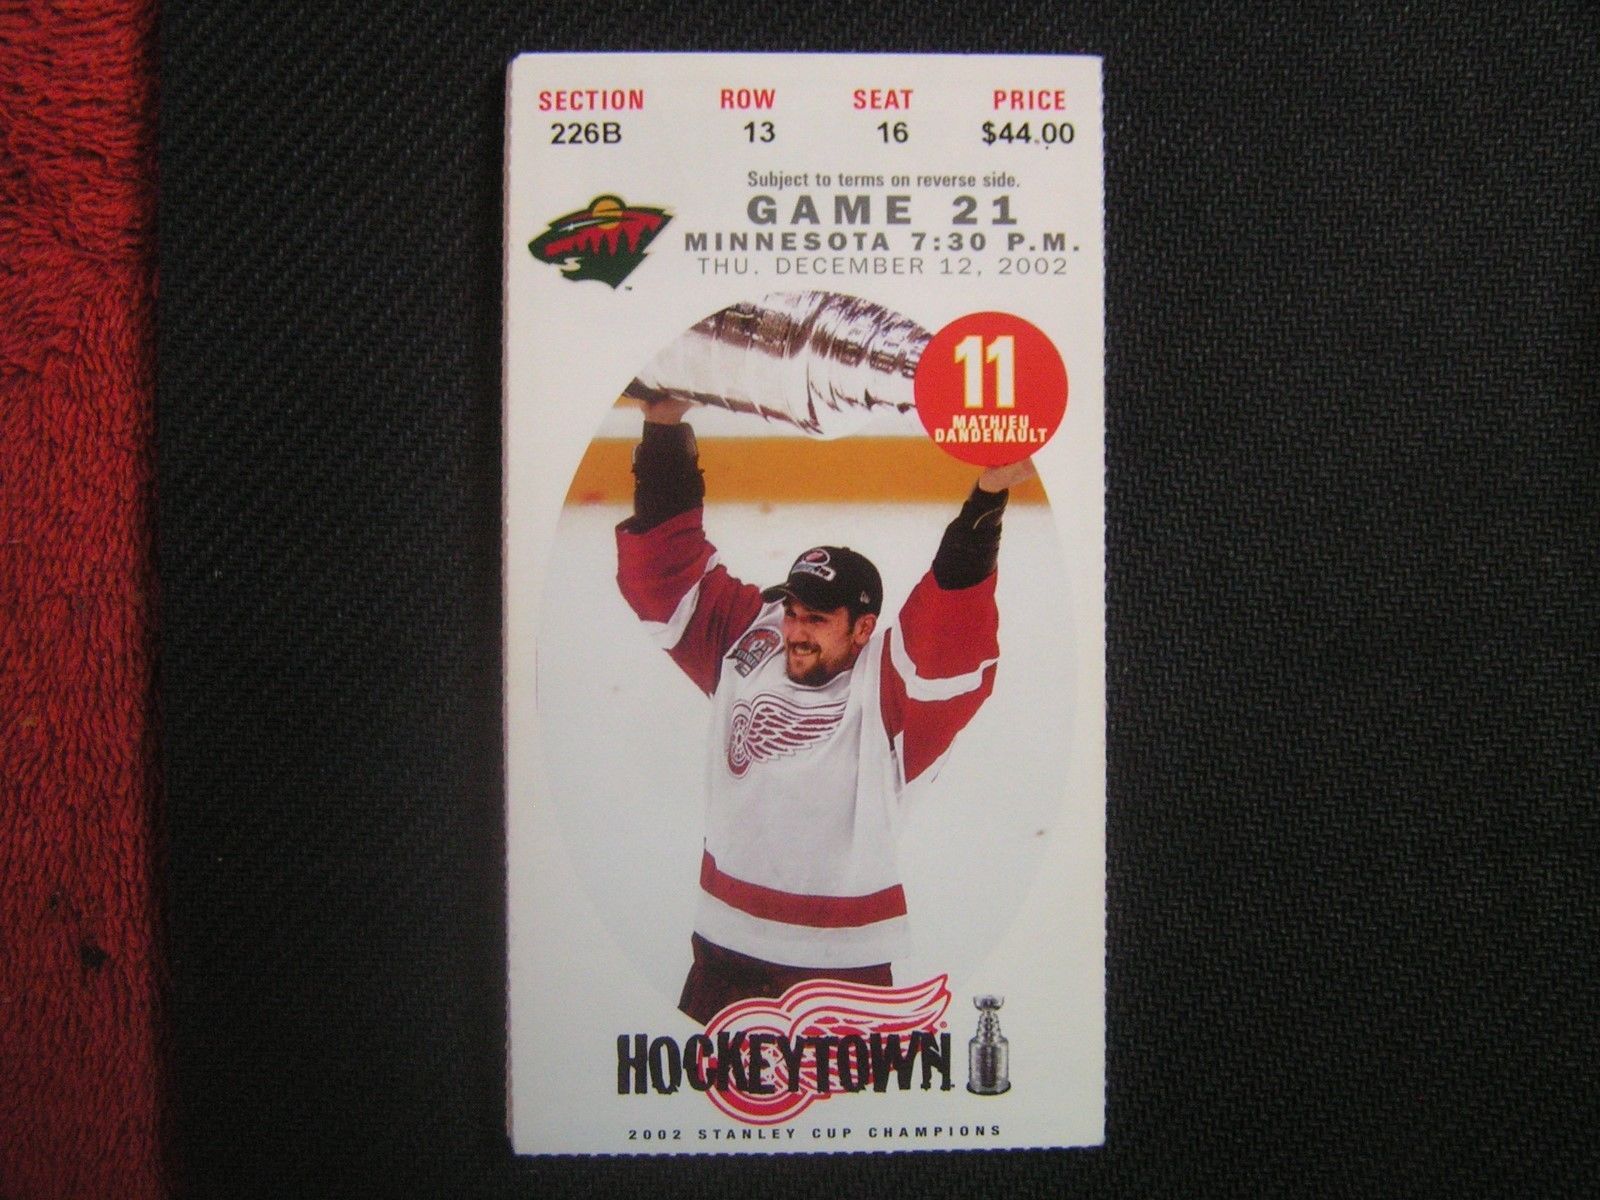 SECTION ROW SEAT PRICE
226B 13 16 $44.00
Subject to terms on reverse side.
GAME 21
MINNESOTA 7:30 P.M.
THU. DECEMBER 12, 2002
TM
11
MATHIEU
DANDENAULT
HOCKEYTOWN
2002 STANLEY CUP CHAMPIONS